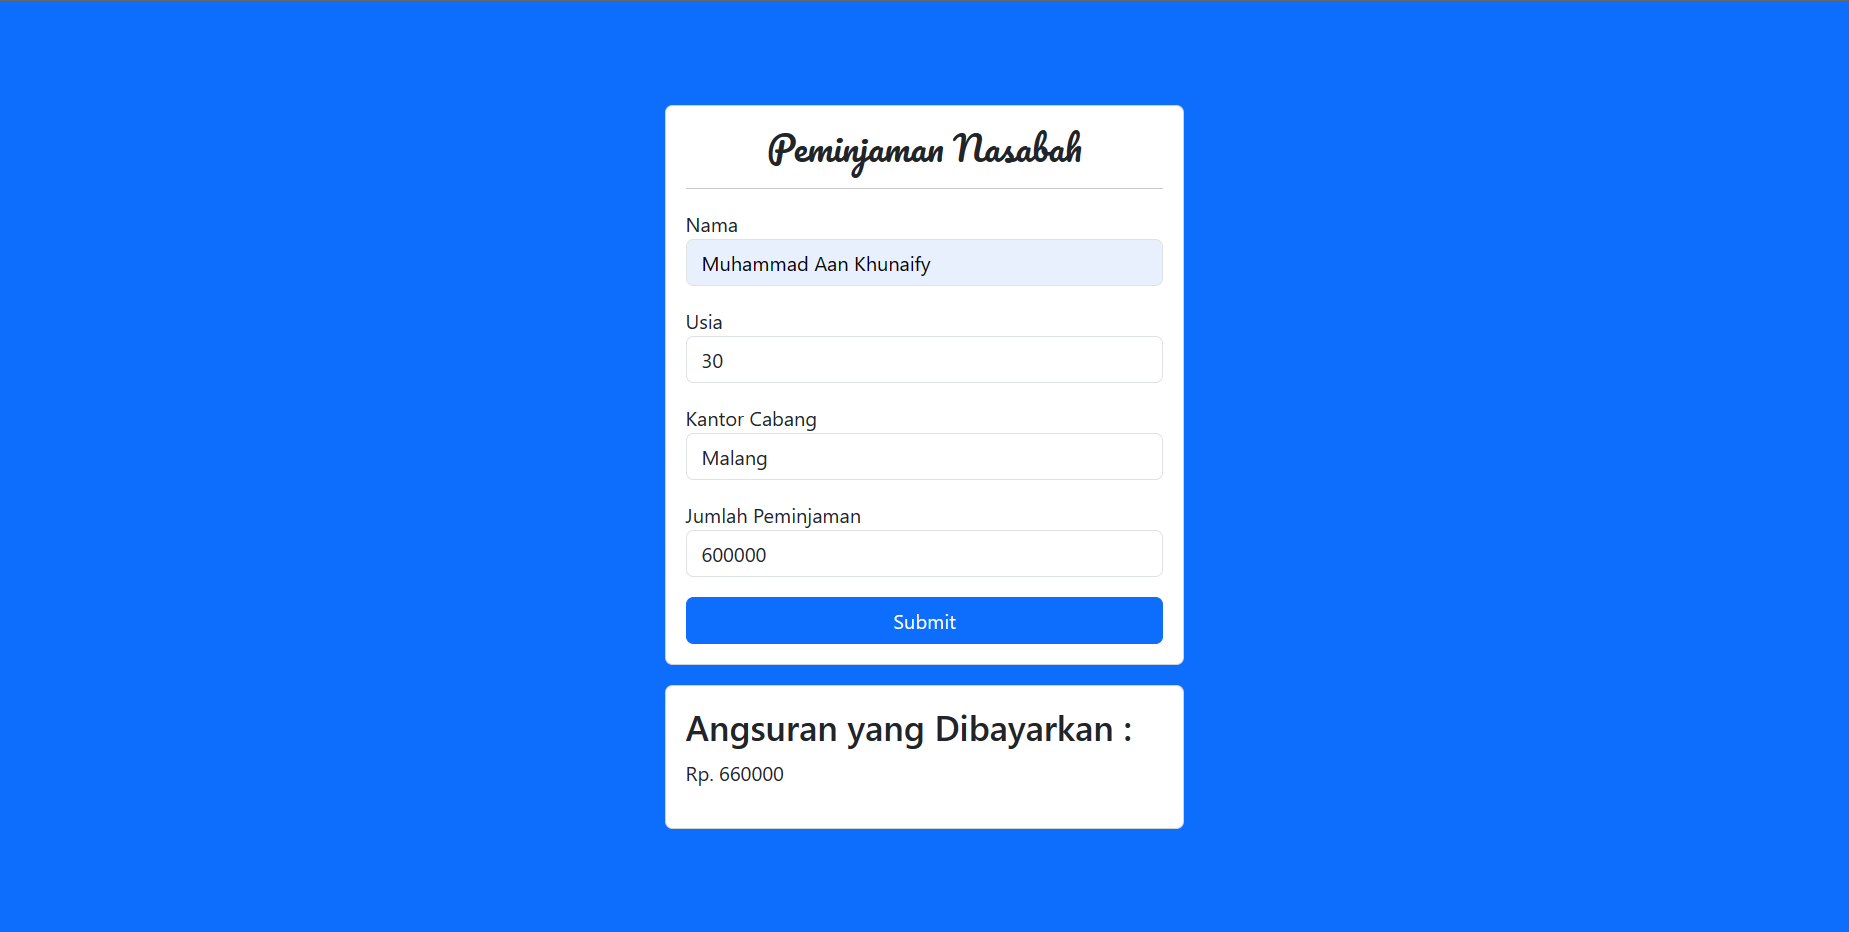 Peminjaman Nasabah
Nama
Muhammad Aan Khunaify
Usia
30
Kantor Cabang
Malang
Jumlah Peminjaman
600000
Submit
Angsuran yang Dibayarkan :
Rp. 660000